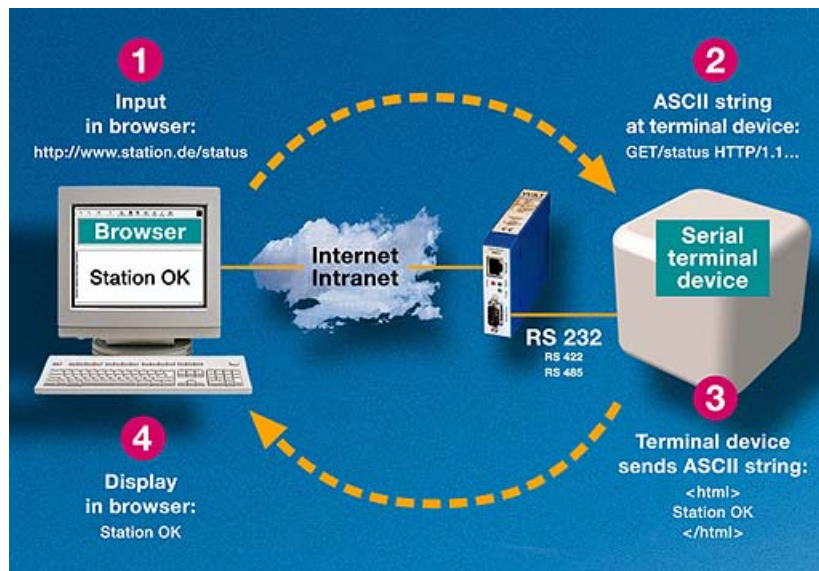 1
Input
in browser:
http://www.station.de/status
2
ASCII string
at terminal device:
GET/status HTTP/1.1...
Browser
Station OK
Internet
Intranet
RS 232
RS 422
RS 485
Serial
terminal
device
3
Terminal device
sends ASCII string:
<html>
Station OK
</html>
4
Display
in browser:
Station OK